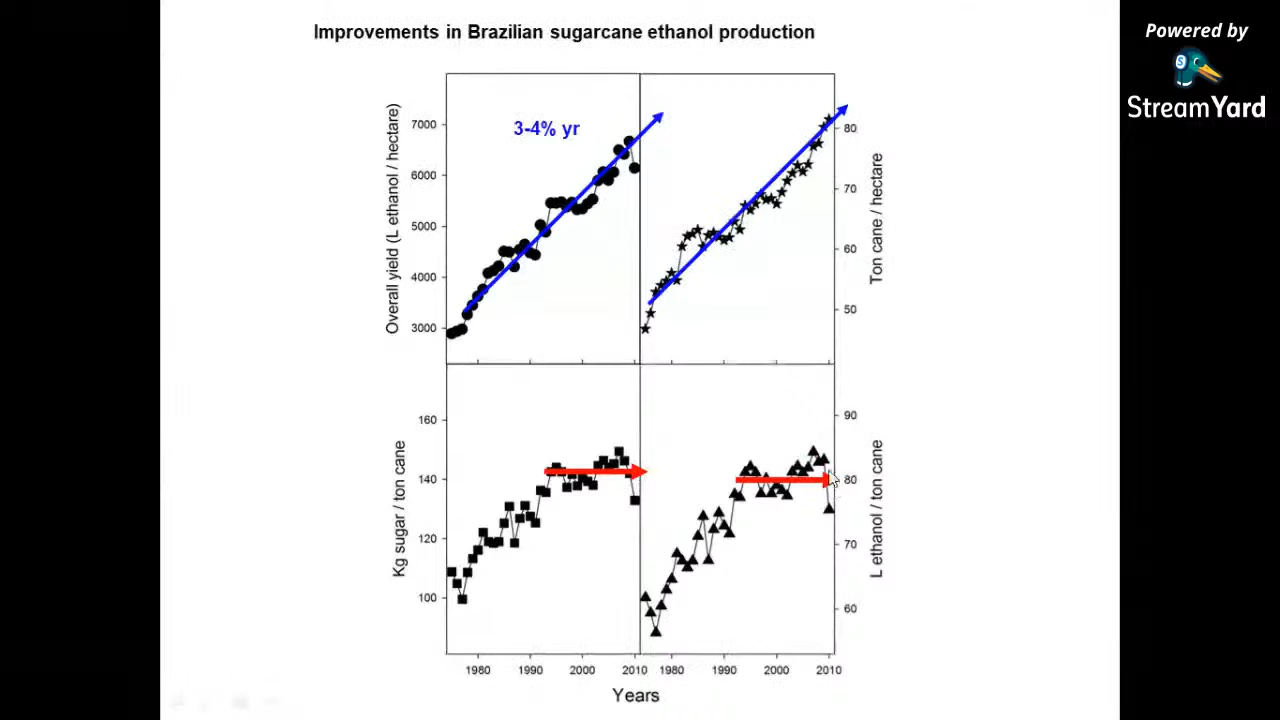 Improvements in Brazilian sugarcane ethanol production
Powered by
StreamYard
Overall yield (L ethanol / hectare)
7000
6000
5000
4000
3000
3-4% yr
80
70
60
50
Ton cane / hectare
Kg sugar / ton cane
160
140
120
100
90
80
70
60
L ethanol / ton cane
1980 1990 2000 2010 1980 1990 2000 2010
Years